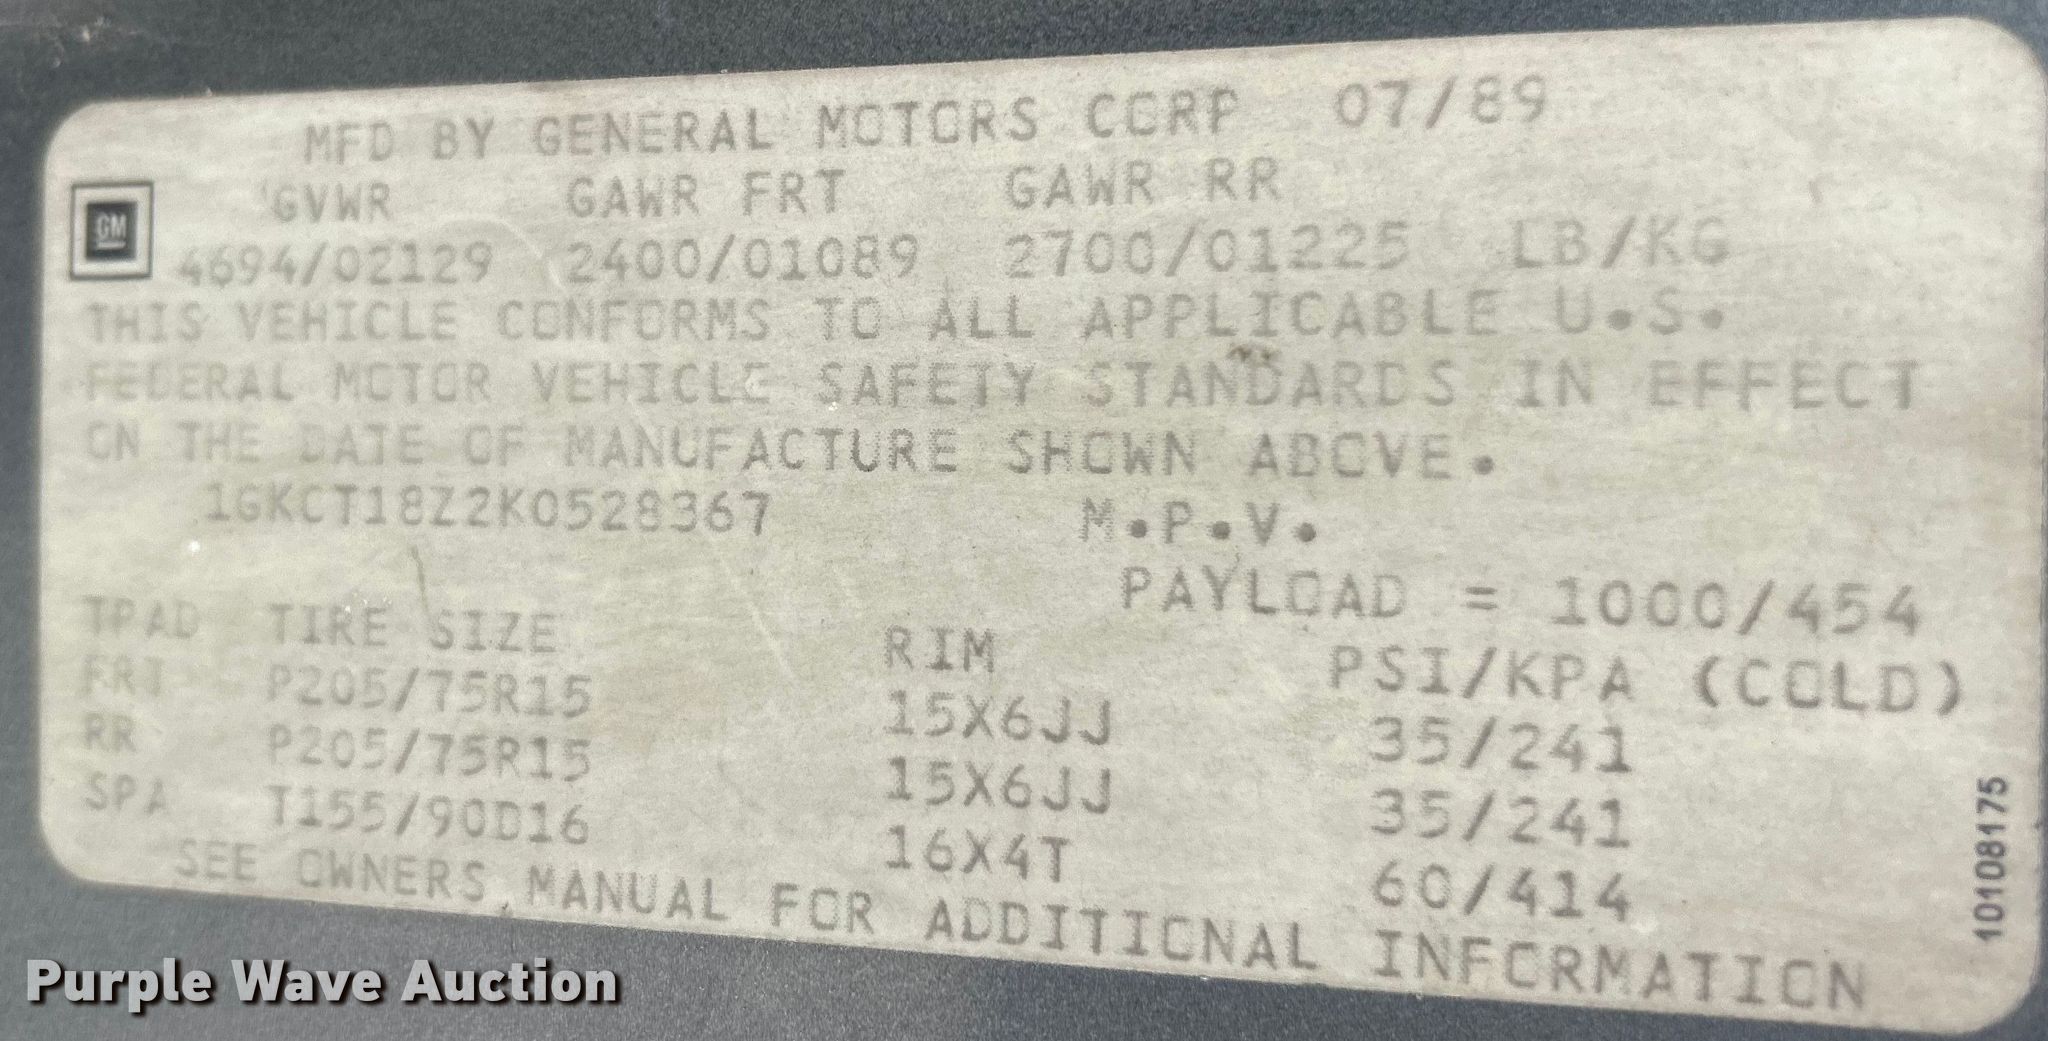 MFD BY GENERAL MOTORS CORP 07/89
GVWR GAWR FRT GAWR RR
GM
4694/02129 2400/01089 2700/01225 LB/KG
THIS VEHICLE CONFORMS TO ALL APPLICABLE U.S.
FEDERAL MOTOR VEHICLE SAFETY STANDARDS IN EFFECT
ON THE DATE OF MANUFACTURE SHOWN ABOVE.
1GKCT18Z2K0528367 M.P.V.
PAYLOAD = 1000/454
TPAD TIRE SIZE RIM PSI/KPA (COLD)
FRT P205/75R15 15X6JJ 35/241
RR P205/75R15 15X6JJ 35/241
SPA T155/90D16 16X4T 60/414
SEE OWNERS MANUAL FOR ADDITIONAL INFORMATION
10108175
Purple Wave Auction